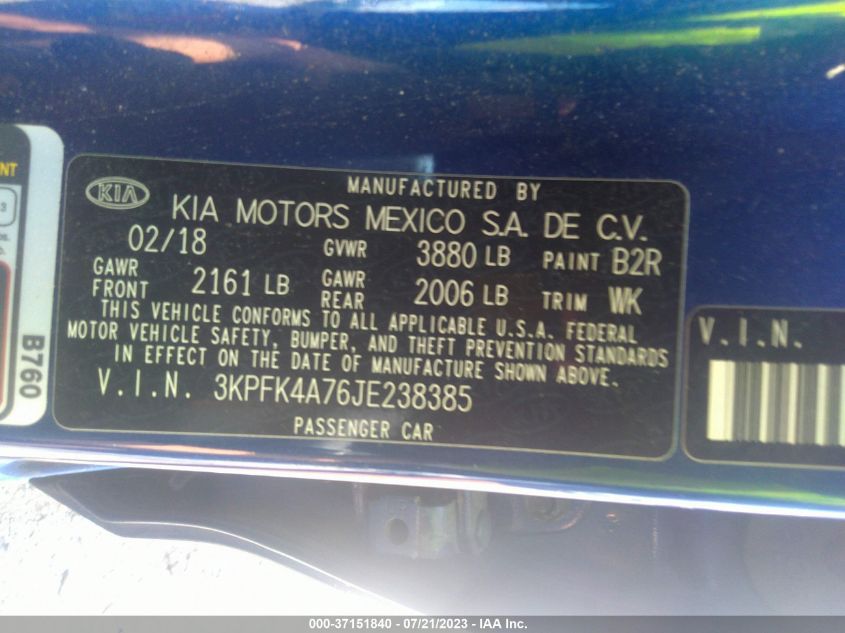 MANUFACTURED BY
KIA
KIA MOTORS MEXICO S.A. DE C.V.
02/18 GVWR 3880 LB PAINT B2R
GAWR FRONT 2161 LB GAWR REAR 2006 LB TRIM WK
THIS VEHICLE CONFORMS TO ALL APPLICABLE U.S.A. FEDERAL
MOTOR VEHICLE SAFETY, BUMPER, AND THEFT PREVENTION STANDARDS
IN EFFECT ON THE DATE OF MANUFACTURE SHOWN ABOVE.
V.I.N. 3KPFK4A76JE238385
PASSENGER CAR
NT
3
B760
V.I.N.
000-37151840 - 07/21/2023 - IAA Inc.